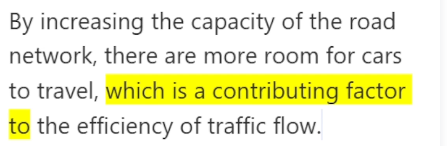 By increasing the capacity of the road
network, there are more room for cars
to travel, which is a contributing factor
to the efficiency of traffic flow.